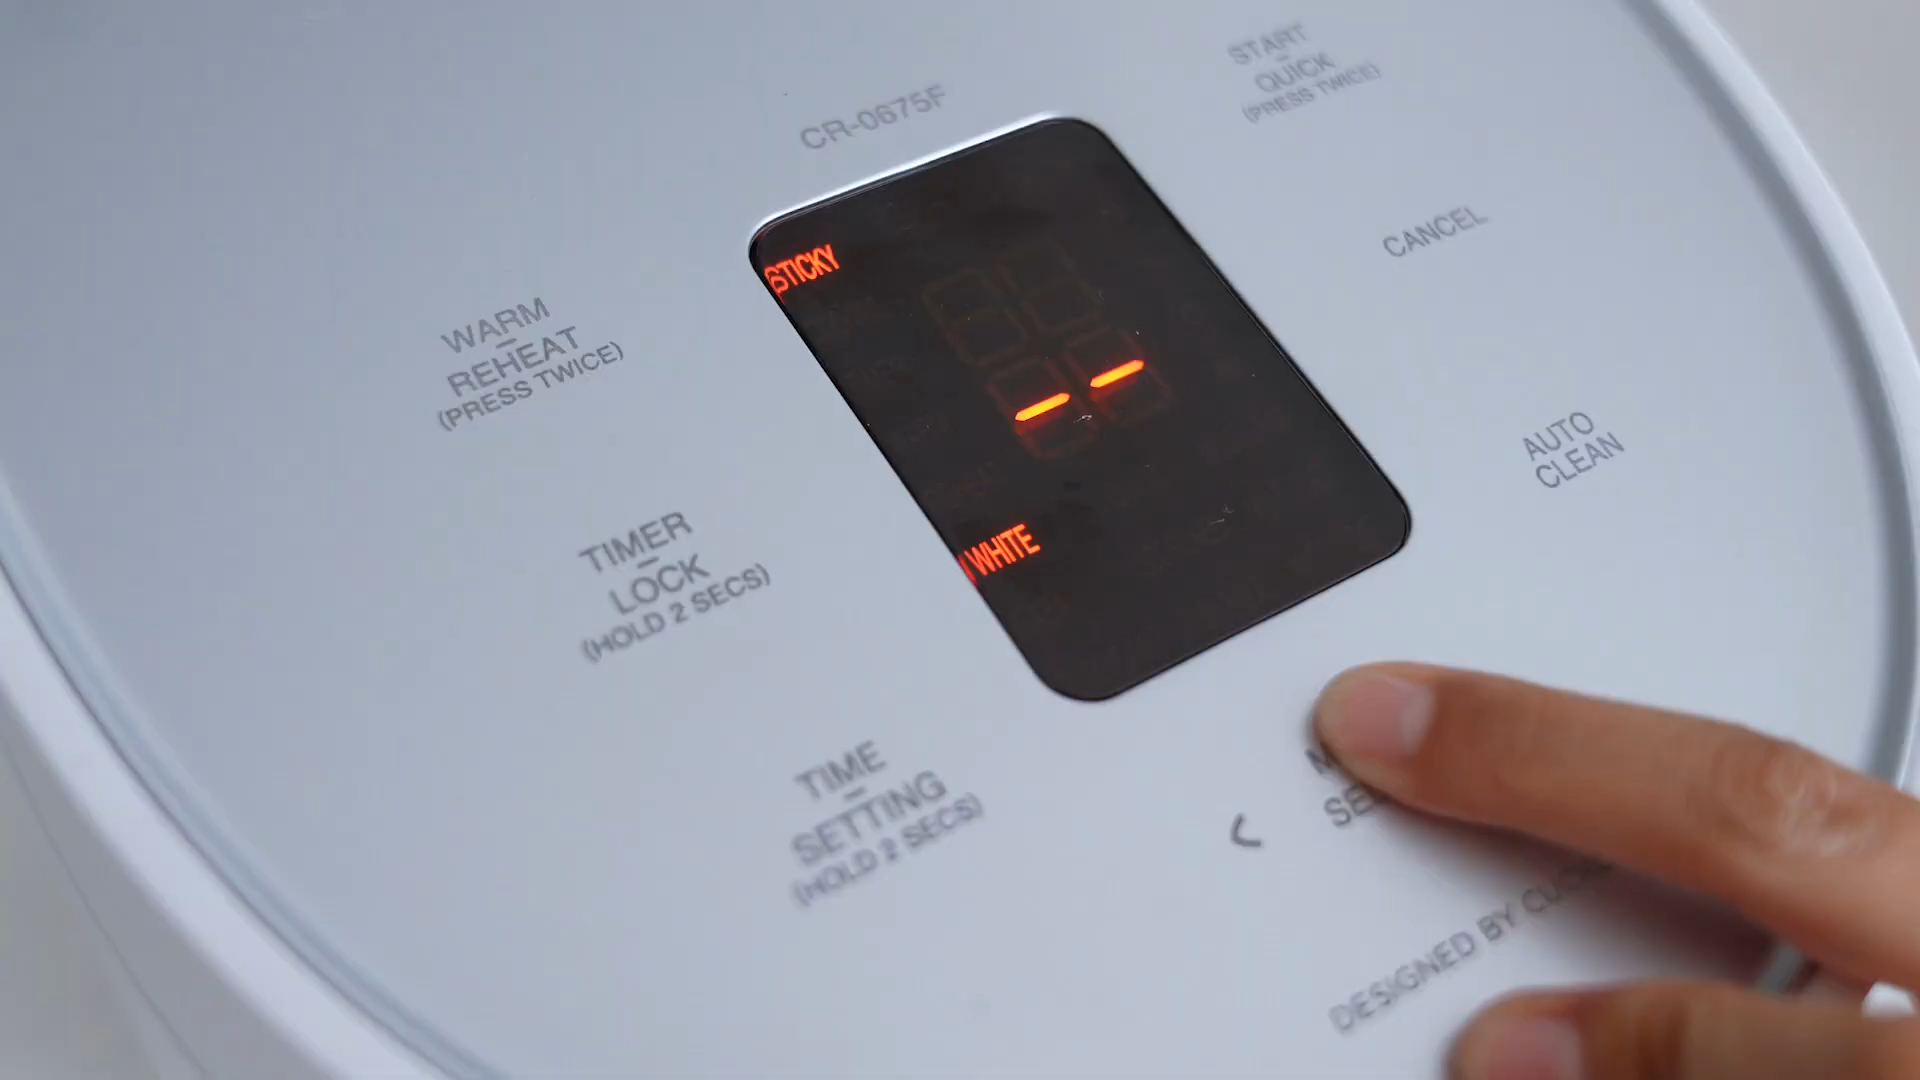 CR-0675F
START
QUICK
(PRESS TWICE)
CANCEL
AUTO
CLEAN
WARM
REHEAT
(PRESS TWICE)
TIMER
LOCK
(HOLD 2 SECS)
TIME
SETTING
(HOLD 2 SECS)
STICKY
/ WHITE
<
DESIGNED BY